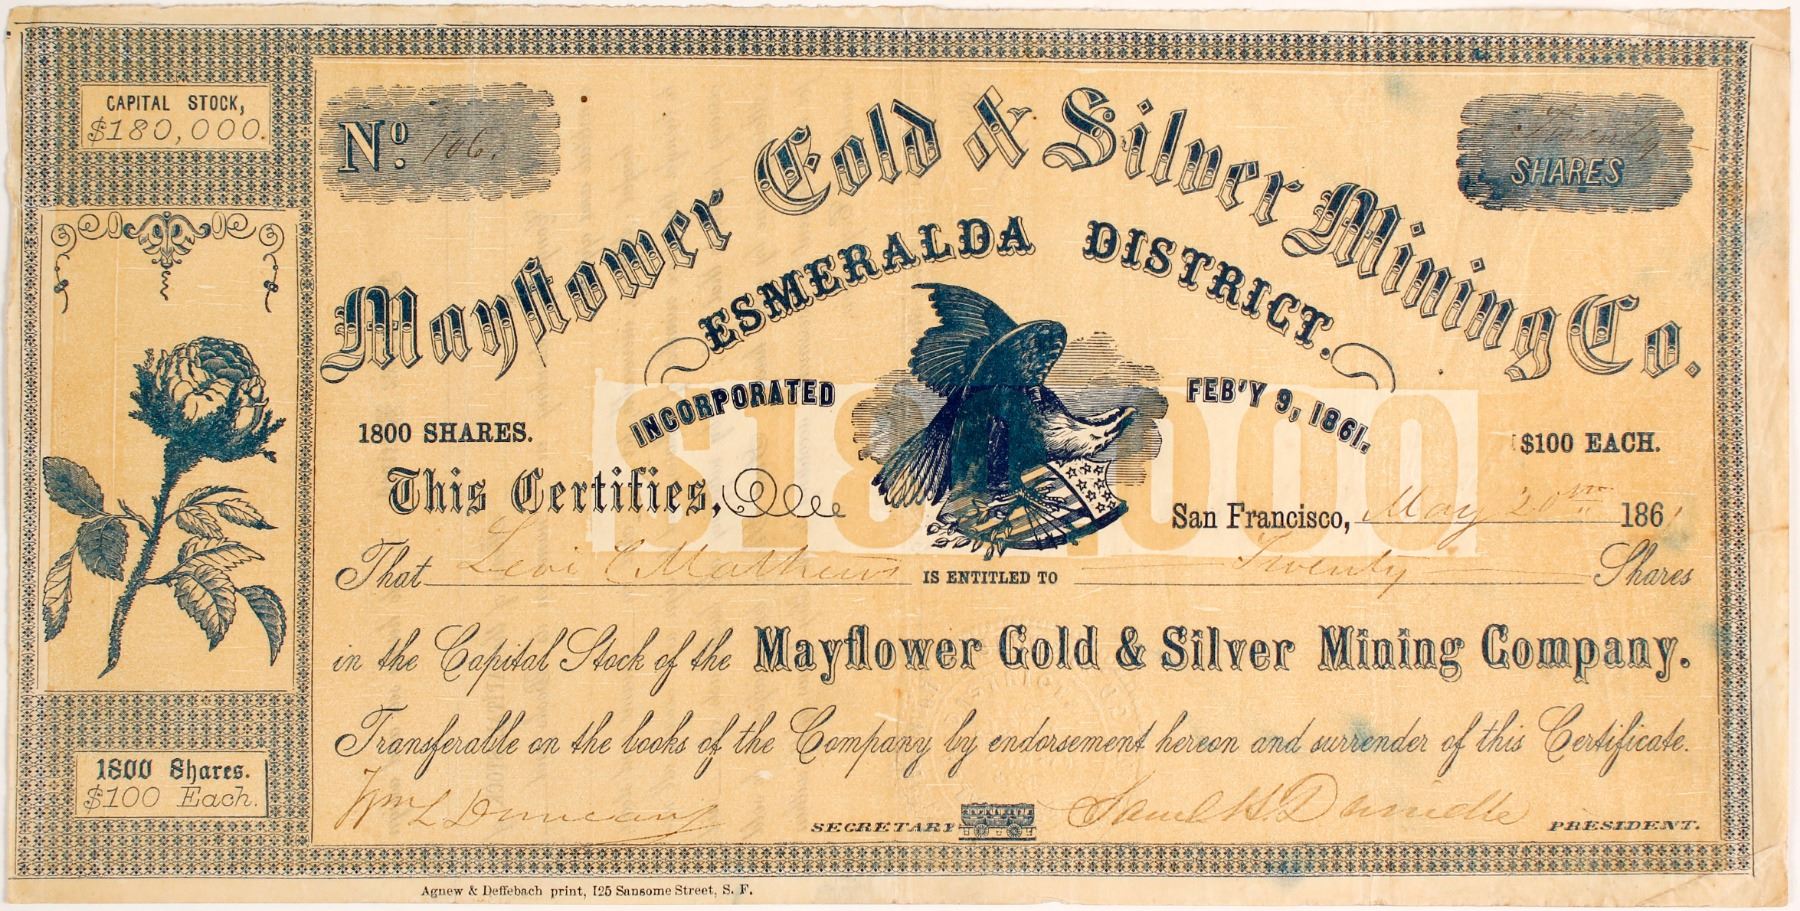 CAPITAL STOCK,
$180,000.
No. 106.
Twenty
SHARES
Mayflower Gold & Silver Mining Co.
ESMERALDA DISTRICT.
INCORPORATED FEB'Y 9, 1861.
$180,000
1800 SHARES.
$100 EACH.
This Certifies,
San Francisco, May 20th 1861
That Levi C Mathews IS ENTITLED TO Twenty Shares
in the Capital Stock of the Mayflower Gold & Silver Mining Company.
Transferable on the books of the Company by endorsement hereon and surrender of this Certificate.
1800 Shares.
$100 Each.
Wm L Duncan SECRETARY Saml H. PRESIDENT.
Agnew & Deffebach print, 125 Sansome Street, S. F.